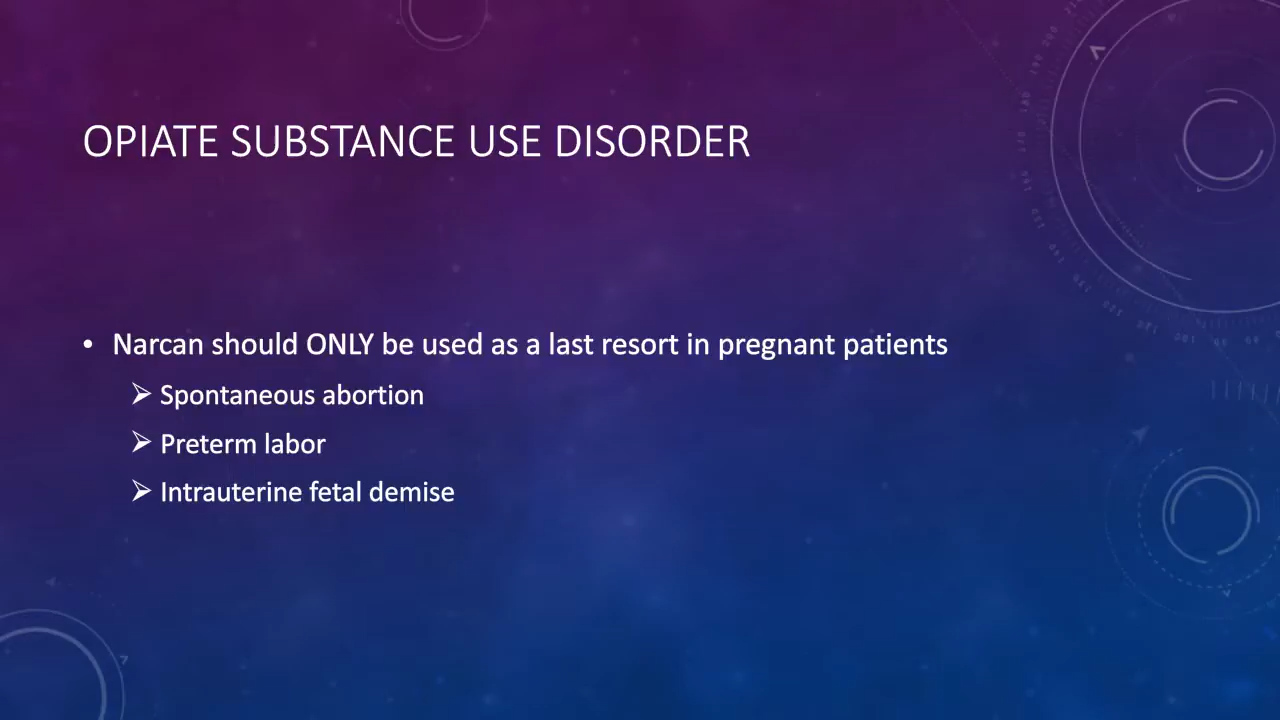 OPIATE SUBSTANCE USE DISORDER
• Narcan should ONLY be used as a last resort in pregnant patients
➢ Spontaneous abortion
➢ Preterm labor
➢ Intrauterine fetal demise